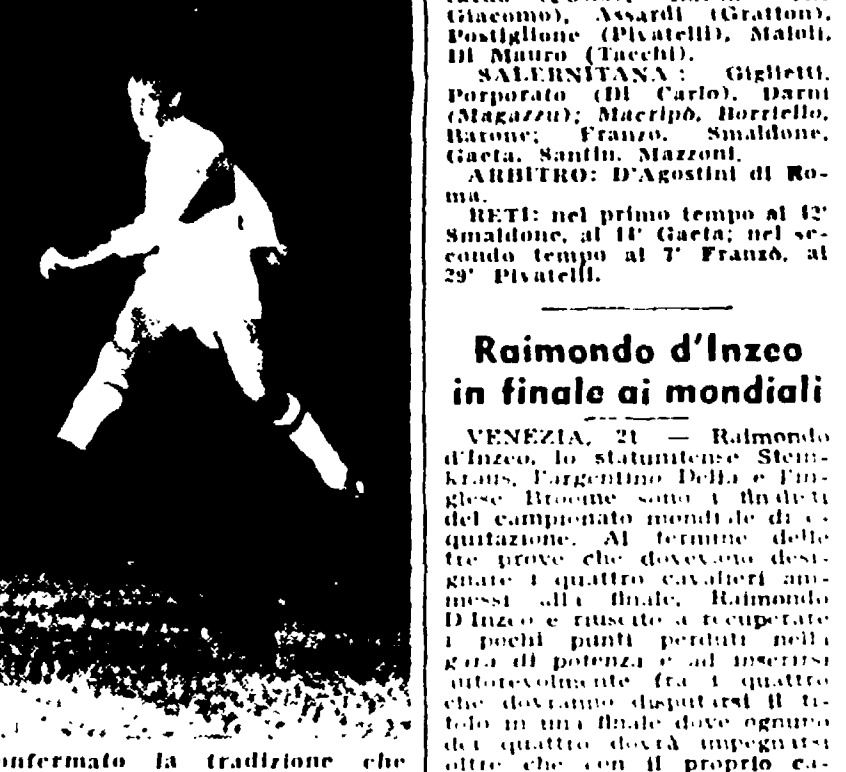 Giacomo), Assardi (Gratton),
Postiglione (Pivatelli), Maioli,
Di Mauro (Tacchi).
SALERNITANA: Giglietti,
Porporato (Di Carlo), Darni
(Magazzu); Macripò, Borriello,
Barone; Franzo, Smaldone,
Gaeta, Santin, Mazzoni.
ARBITRO: D'Agostini di Ro-
ma.
RETI: nel primo tempo al 42'
Smaldone, al 44' Gaeta; nel se-
condo tempo al 7' Franzò, al
29' Pivatelli.
Raimondo d'Inzeo
in finale ai mondiali
VENEZIA, 21 — Raimondo
d'Inzeo, lo statunitense Stein-
kraus, l'argentino Delia e l'in-
glese Broome sono i finalisti
del campionato mondiale di e-
quitazione. Al termine delle
tre prove che dovevano desi-
gnare i quattro cavalieri am-
messi alla finale, Raimondo
D'Inzeo è riuscito a recuperare
i pochi punti perduti nella
gara di potenza e ad inserirsi
autorevolmente fra i quattro
che dovranno disputarsi il ti-
tolo in una finale dove ognuno
dei quattro dovrà impegnarsi
oltre che con il proprio ca-
onfermato la tradizione che